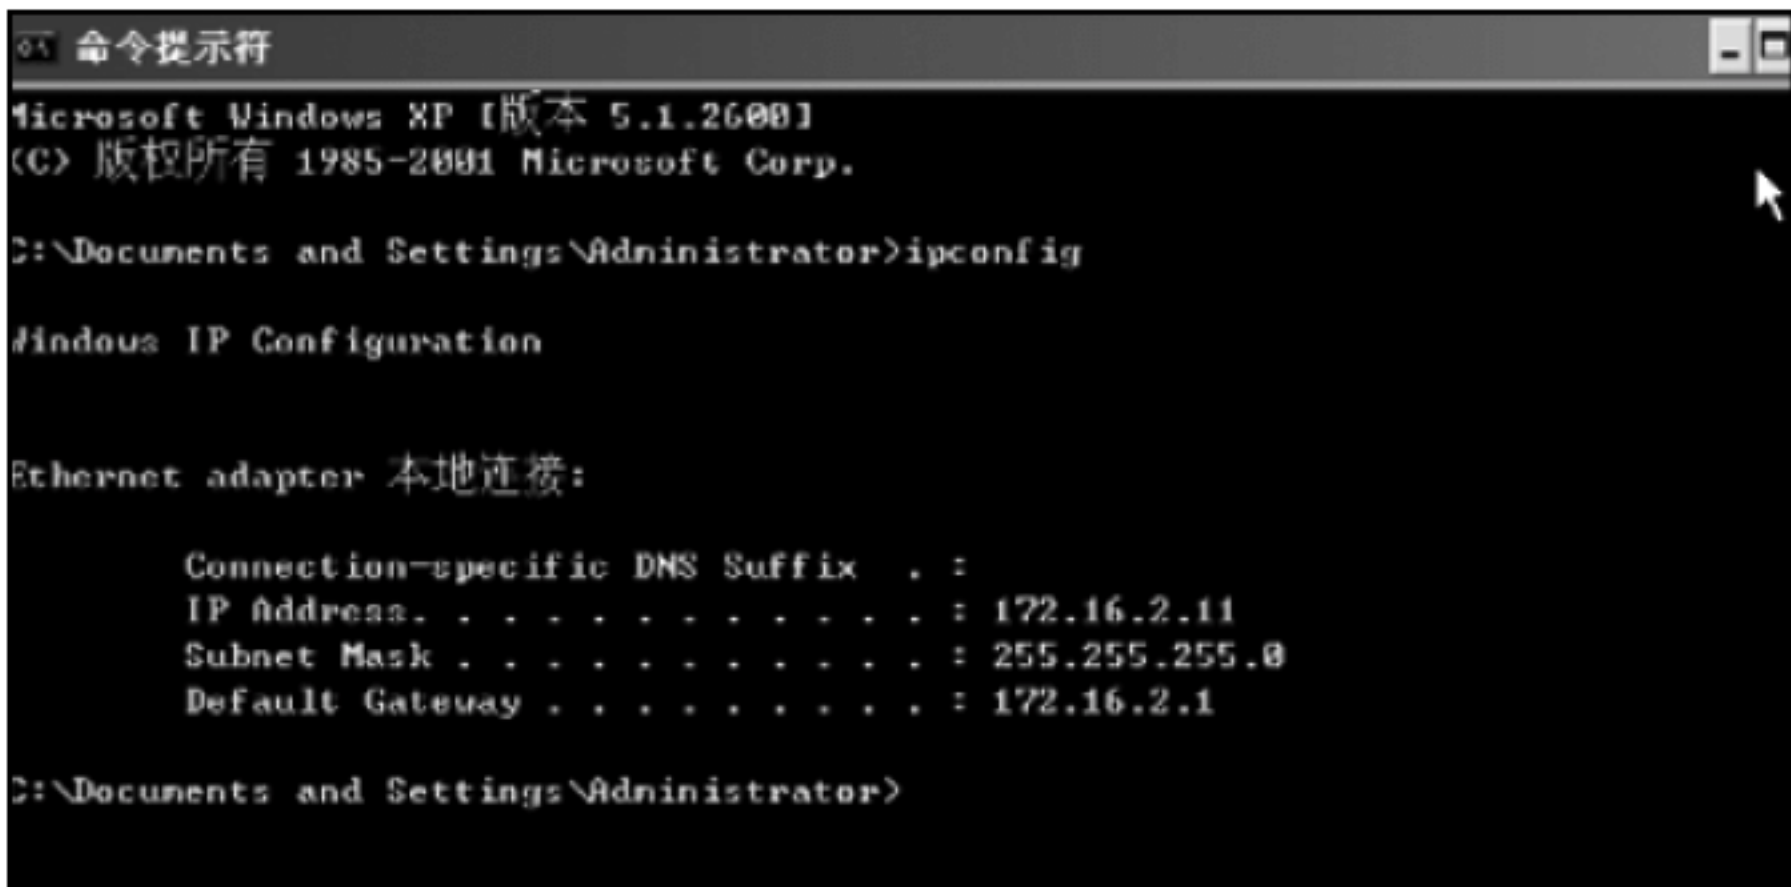 命令提示符
Microsoft Windows XP [版本 5.1.2600]
(C) 版权所有 1985-2001 Microsoft Corp.
C:\Documents and Settings\Administrator>ipconfig
Windows IP Configuration
Ethernet adapter 本地连接:
Connection-specific DNS Suffix  . :
IP Address. . . . . . . . . . . . : 172.16.2.11
Subnet Mask . . . . . . . . . . . : 255.255.255.0
Default Gateway . . . . . . . . . : 172.16.2.1
C:\Documents and Settings\Administrator>